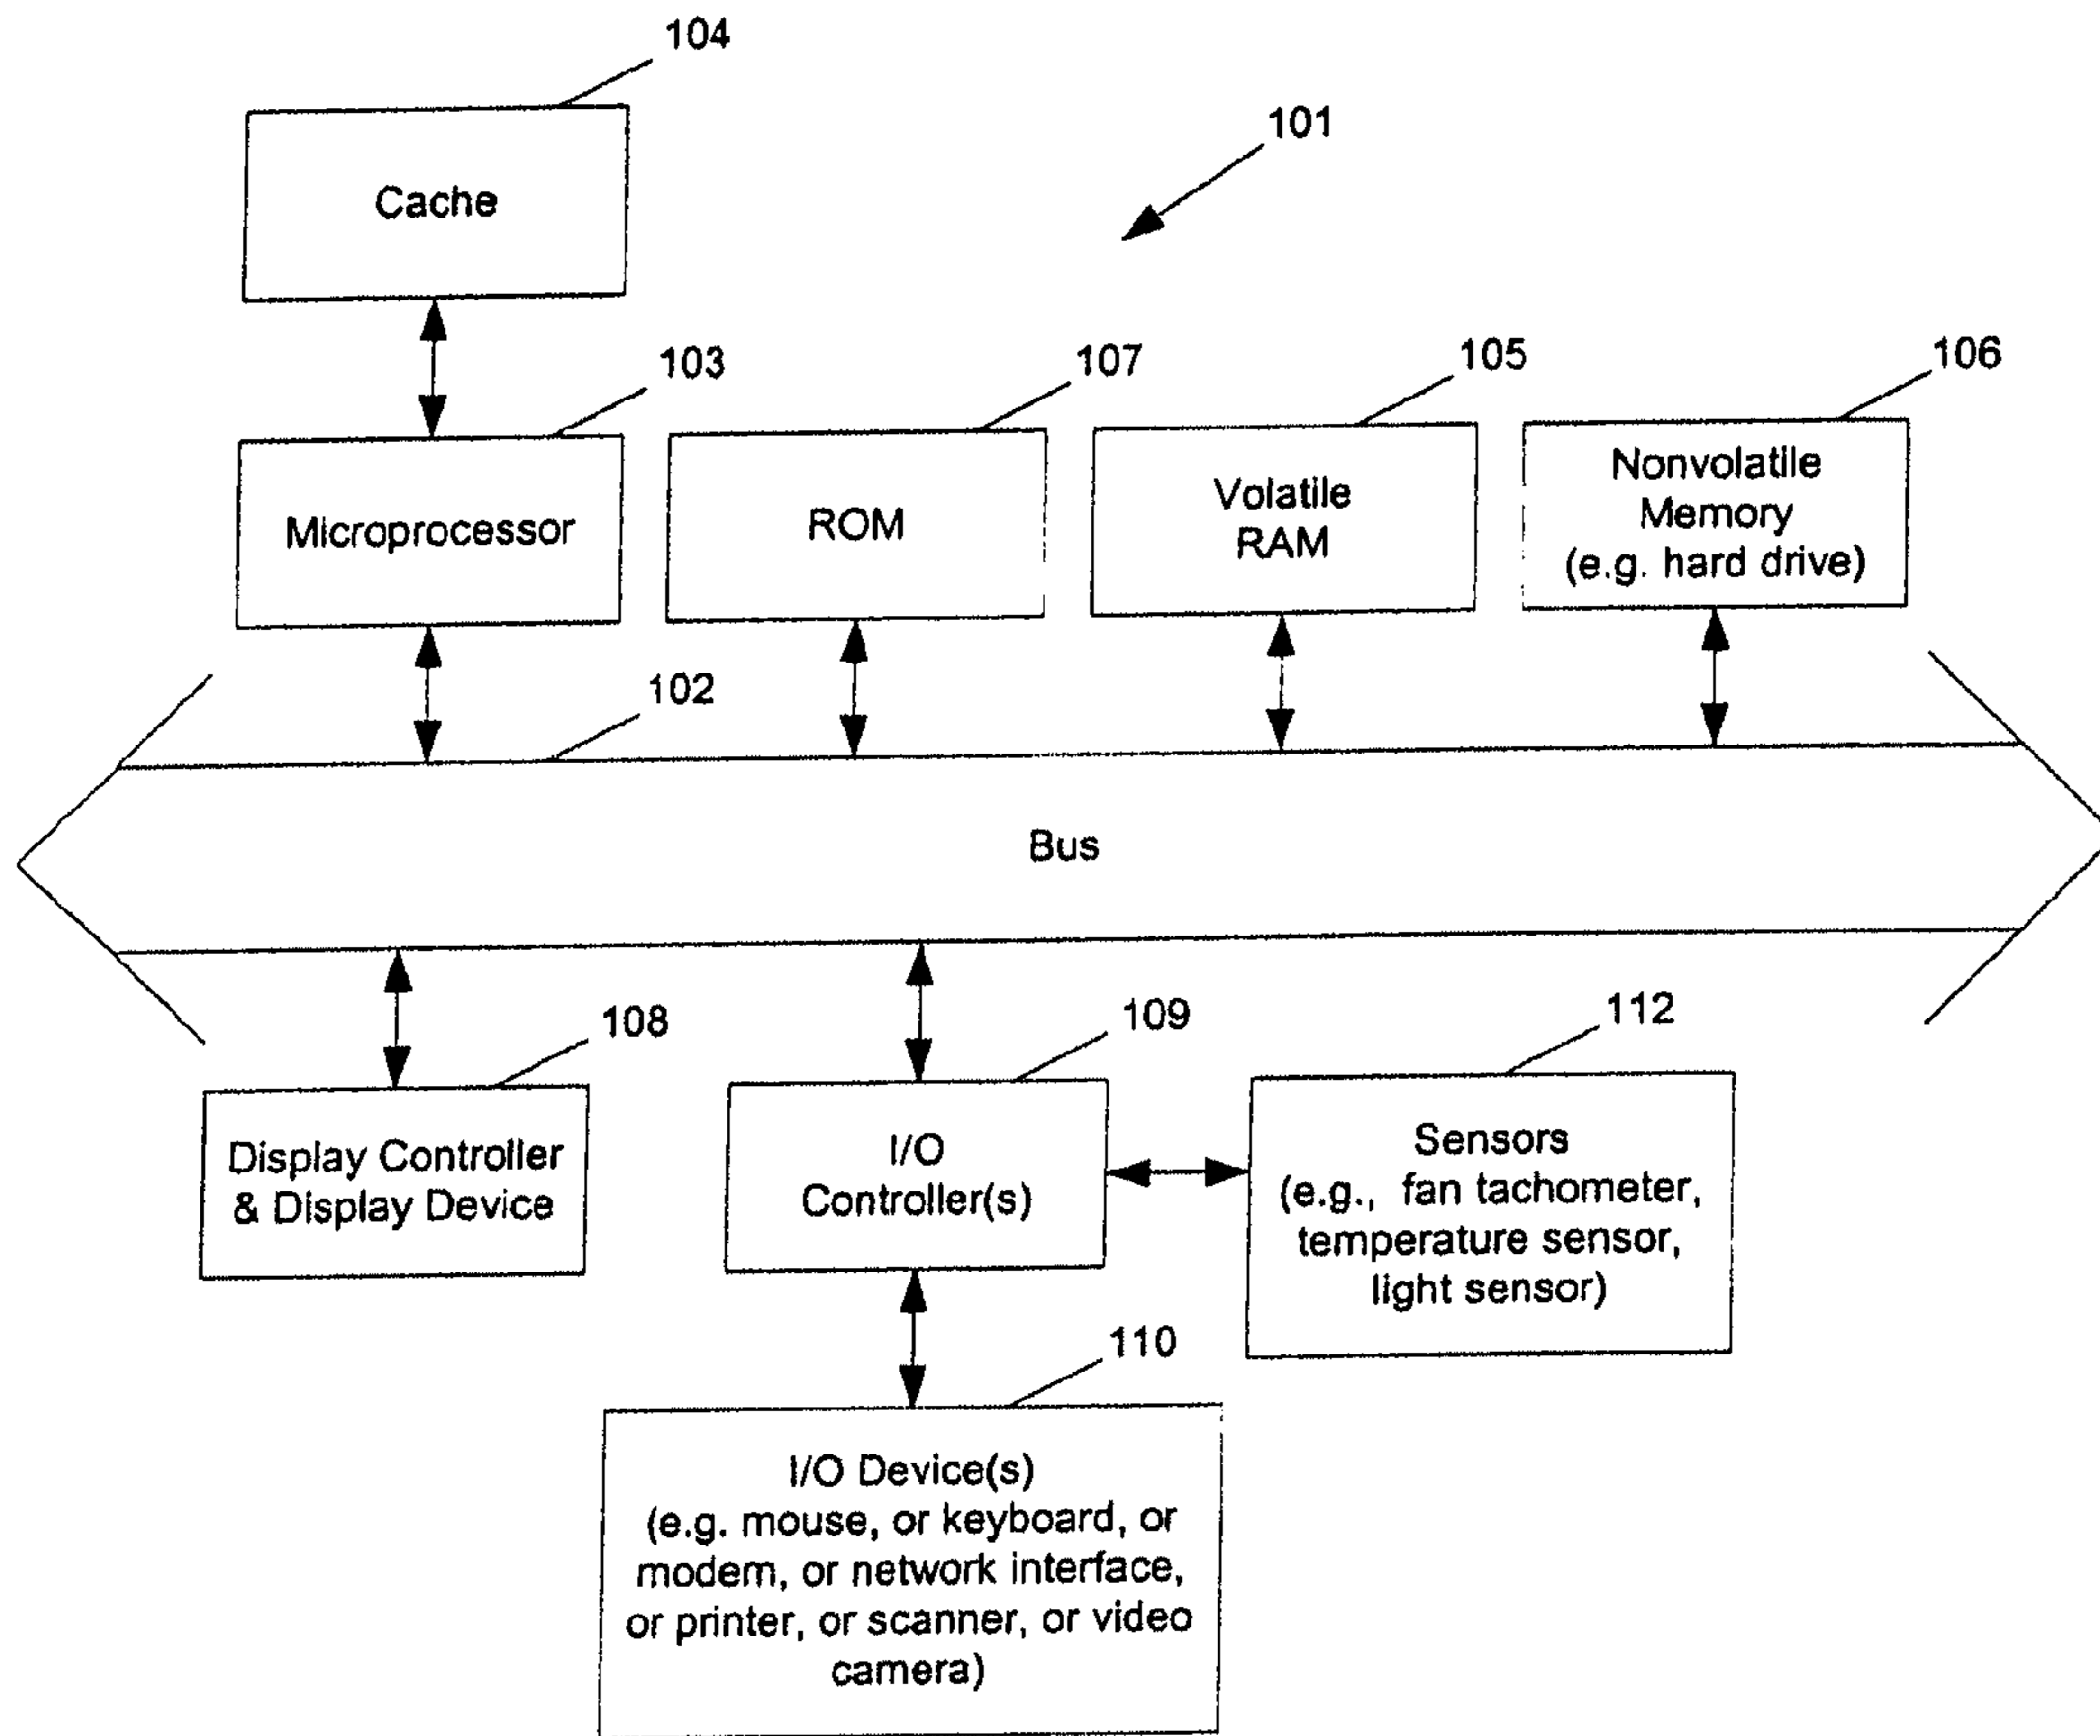 104
101
Cache
103
107
105
106
Microprocessor
ROM
Volatile
RAM
Nonvolatile
Memory
(e.g. hard drive)
102
Bus
108
109
112
Display Controller
& Display Device
I/O
Controller(s)
Sensors
(e.g., fan tachometer,
temperature sensor,
light sensor)
110
I/O Device(s)
(e.g. mouse, or keyboard, or
modem, or network interface,
or printer, or scanner, or video
camera)